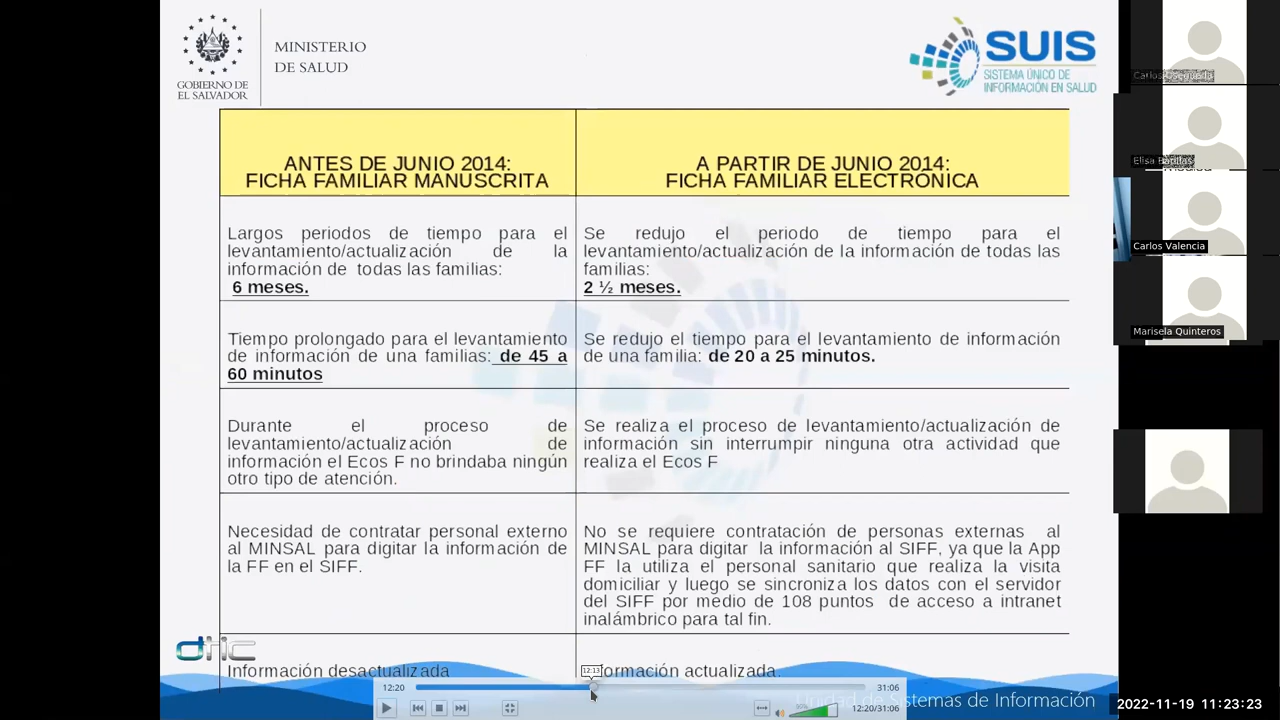 GOBIERNO DE
EL SALVADOR
MINISTERIO
DE SALUD
SUIS
SISTEMA ÚNICO DE
INFORMACIÓN EN SALUD
ANTES DE JUNIO 2014:
FICHA FAMILIAR MANUSCRITA
A PARTIR DE JUNIO 2014:
FICHA FAMILIAR ELECTRÓNICA
Largos periodos de tiempo para el
levantamiento/actualización de la
información de todas las familias:
6 meses.
Se redujo el periodo de tiempo para el
levantamiento/actualización de la información de todas las
familias:
2 ½ meses.
Tiempo prolongado para el levantamiento
de información de una familias: de 45 a
60 minutos
Se redujo el tiempo para el levantamiento de información
de una familia: de 20 a 25 minutos.
Durante el proceso de
levantamiento/actualización de
información el Ecos F no brindaba ningún
otro tipo de atención.
Se realiza el proceso de levantamiento/actualización de
información sin interrumpir ninguna otra actividad que
realiza el Ecos F
Necesidad de contratar personal externo
al MINSAL para digitar la información de
la FF en el SIFF.
No se requiere contratación de personas externas al
MINSAL para digitar la información al SIFF, ya que la App
FF la utiliza el personal sanitario que realiza la visita
domiciliar y luego se sincroniza los datos con el servidor
del SIFF por medio de 108 puntos de acceso a intranet
inalámbrico para tal fin.
Información desactualizada
Información actualizada.
dtic
Unidad de Sistemas de Información
12:13
12:20
31:06
12:20/31:06
Carlos
Elisa
Carlos Valencia
Marisela Quinteros
2022-11-19 11:23:23